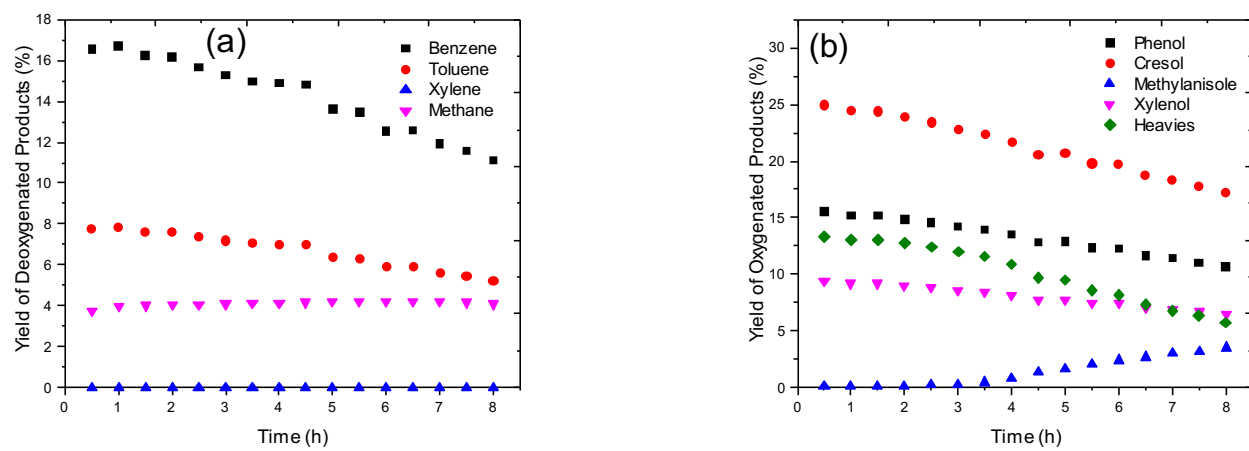 (a)
Benzene
Toluene
Xylene
Methane
Yield of Deoxygenated Products (%)
18
16
14
12
10
8
6
4
2
0
0 1 2 3 4 5 6 7 8
Time (h)
(b)
Phenol
Cresol
Methylanisole
Xylenol
Heavies
Yield of Oxygenated Products (%)
30
25
20
15
10
5
0
0 1 2 3 4 5 6 7 8
Time (h)